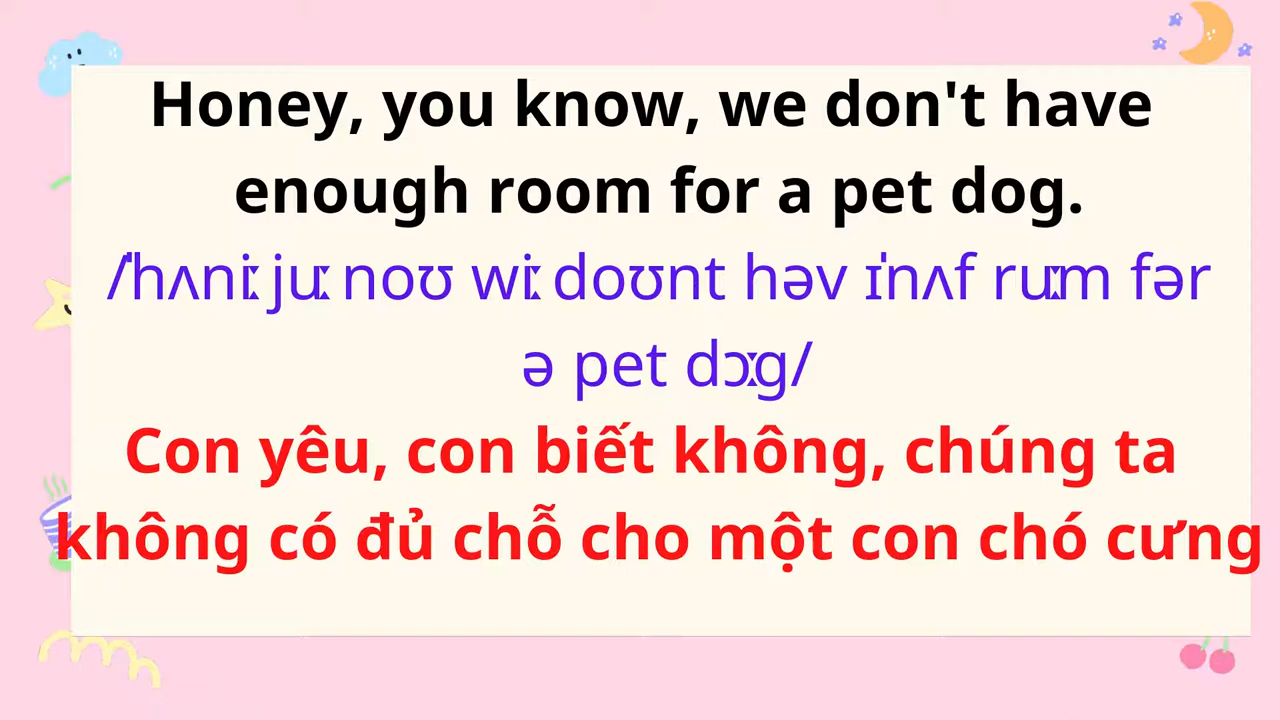 Honey, you know, we don't have
enough room for a pet dog.
/ˈhʌniː juː noʊ wiː doʊnt həv ɪˈnʌf ruːm fər
ə pet dɔːg/
Con yêu, con biết không, chúng ta
không có đủ chỗ cho một con chó cưng